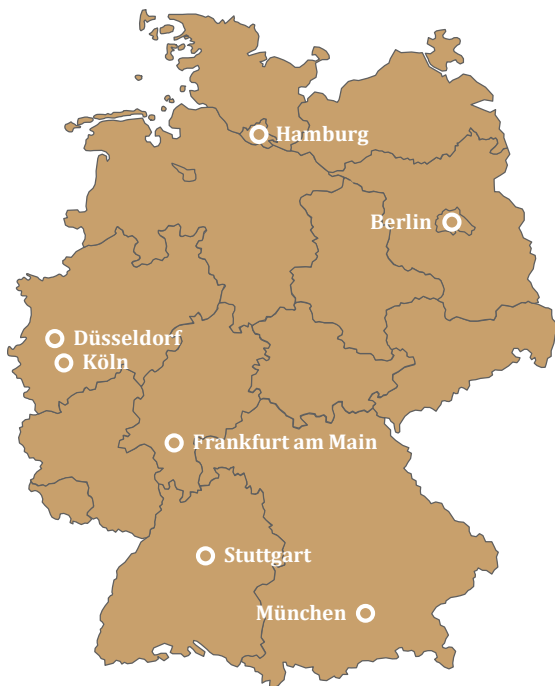 Hamburg
Berlin
Düsseldorf
Köln
Frankfurt am Main
Stuttgart
München